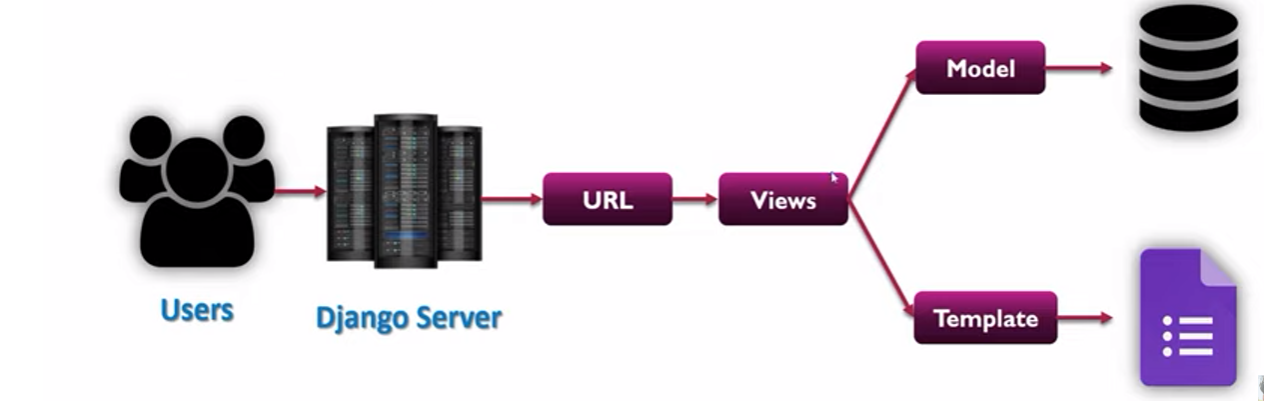 Model
URL
Views
Users
Django Server
Template